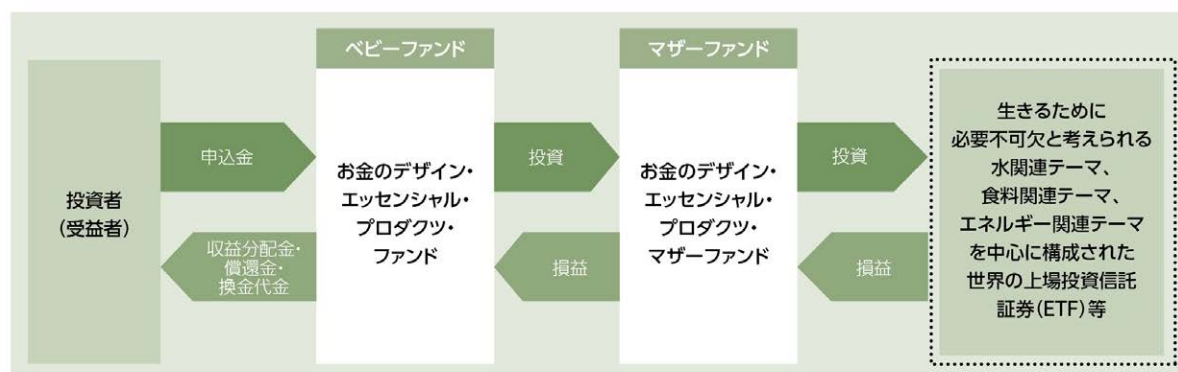 投資者
(受益者)
申込金
収益分配金・
償還金・
換金代金
ベビーファンド
お金のデザイン・
エッセンシャル・
プロダクツ・
ファンド
投資
損益
マザーファンド
お金のデザイン・
エッセンシャル・
プロダクツ・
マザーファンド
投資
損益
生きるために
必要不可欠と考えられる
水関連テーマ、
食料関連テーマ、
エネルギー関連テーマ
を中心に構成された
世界の上場投資信託
証券(ETF)等